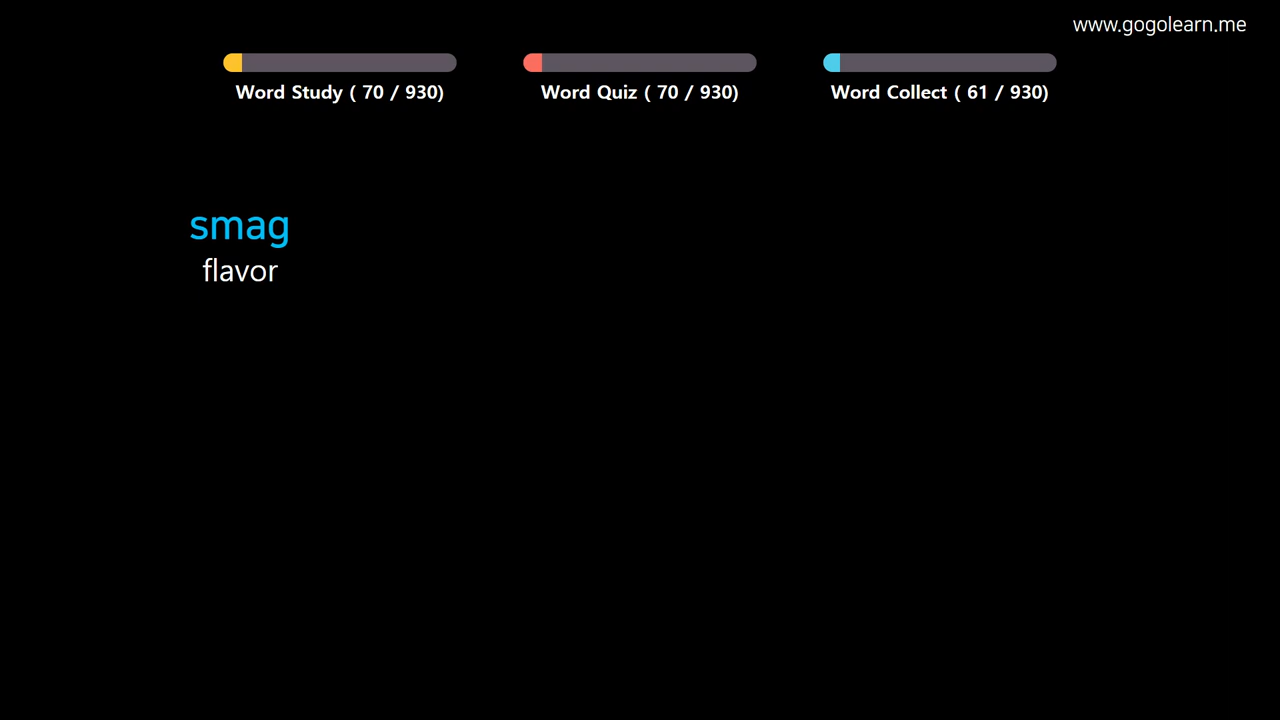 www.gogolearn.me
Word Study ( 70 / 930)
Word Quiz ( 70 / 930)
Word Collect ( 61 / 930)
smag
flavor